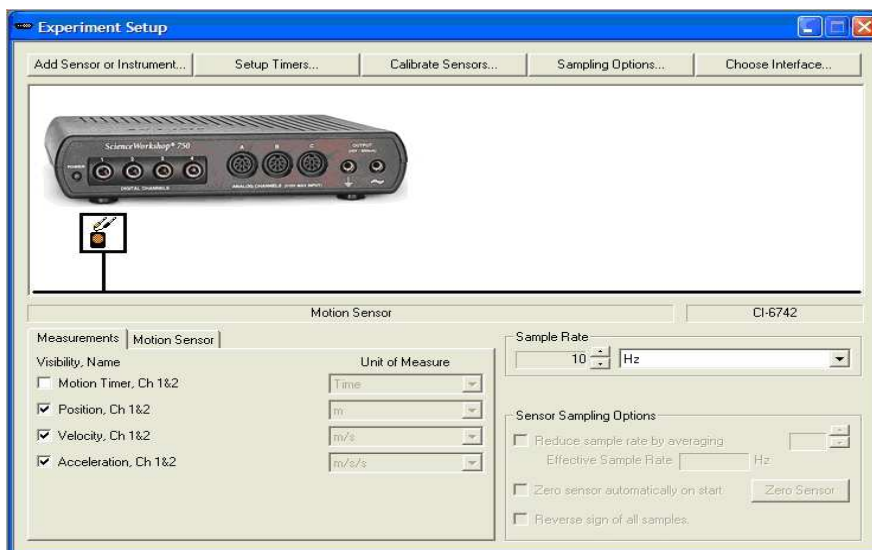 Experiment Setup
Add Sensor or Instrument... Setup Timers... Calibrate Sensors... Sampling Options... Choose Interface...
ScienceWorkshop® 750
POWER 1 2 3 4 A B C OUTPUT
DIGITAL CHANNELS ANALOG CHANNELS
Motion Sensor CI-6742
Measurements Motion Sensor
Visibility, Name Unit of Measure
Motion Timer, Ch 1&2 Time
Position, Ch 1&2 m
Velocity, Ch 1&2 m/s
Acceleration, Ch 1&2 m/s/s
Sample Rate
10 Hz
Sensor Sampling Options
Reduce sample rate by averaging
Effective Sample Rate Hz
Zero sensor automatically on start Zero Sensor
Reverse sign of all samples.